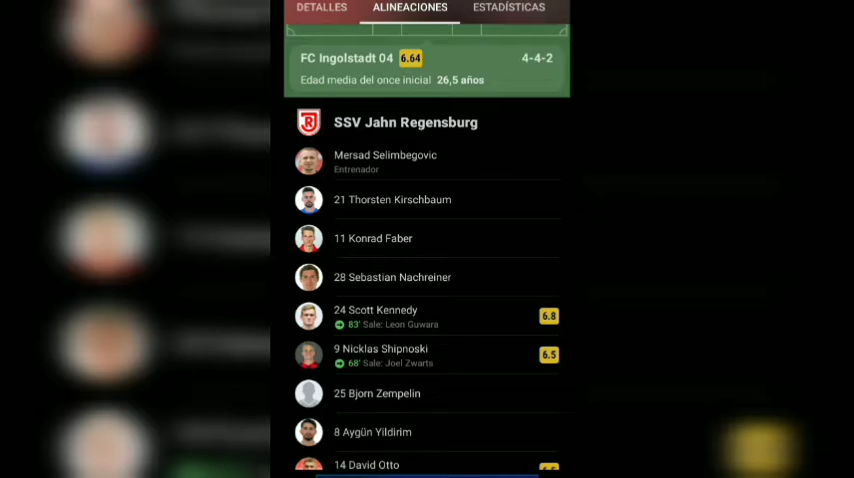 DETALLES ALINEACIONES ESTADÍSTICAS
FC Ingolstadt 04 6.64 4-4-2
Edad media del once inicial 26,5 años
SSV Jahn Regensburg
Mersad Selimbegovic
Entrenador
21 Thorsten Kirschbaum
11 Konrad Faber
28 Sebastian Nachreiner
24 Scott Kennedy 6.8
83' Sale: Leon Guwara
9 Nicklas Shipnoski 6.5
68' Sale: Joel Zwarts
25 Bjorn Zempelin
8 Aygün Yildirim
14 David Otto